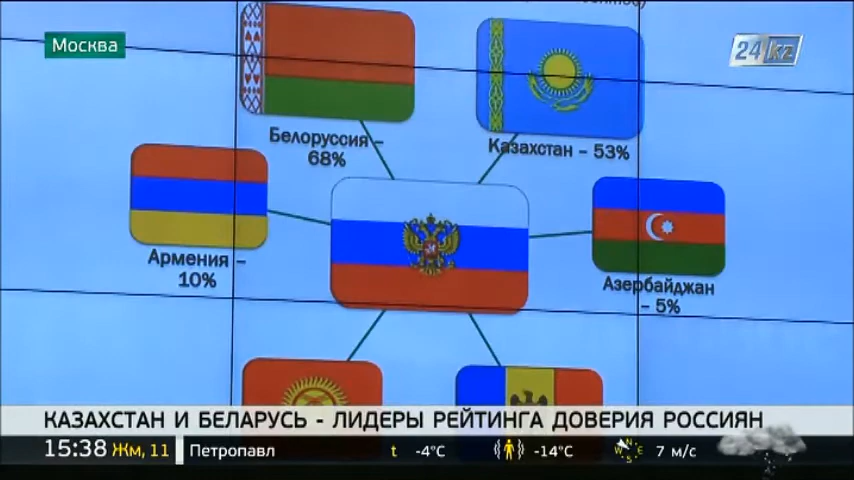 Москва
24kz
Белоруссия –
68%
Казахстан – 53%
Армения –
10%
Азербайджан
– 5%
КАЗАХСТАН И БЕЛАРУСЬ - ЛИДЕРЫ РЕЙТИНГА ДОВЕРИЯ РОССИЯН
15:38 Жм, 11 Петропавл t -4°C -14°C N E S W 7 м/с